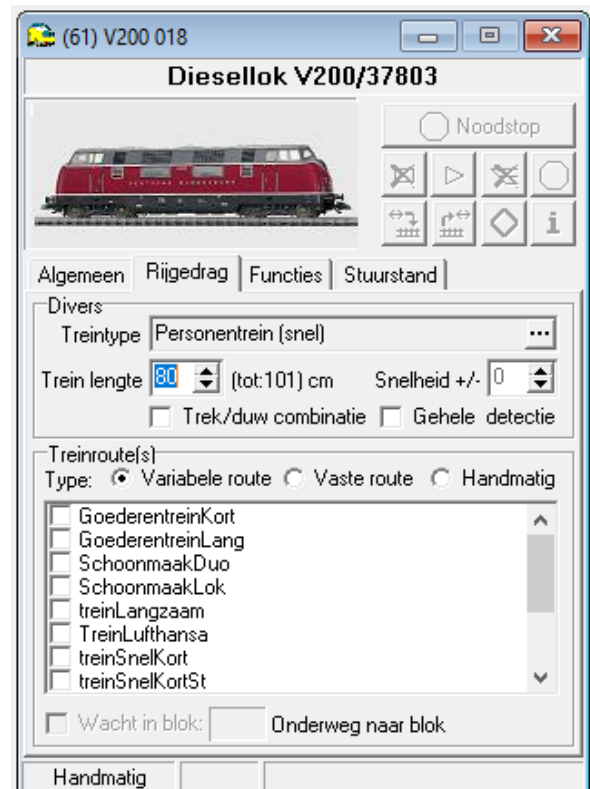 (61) V200 018
Diesellok V200/37803
DEUTSCHE BUNDESBAHN
Noodstop
i
Algemeen Rijgedrag Functies Stuurstand
Divers
Treintype Personentrein (snel) ...
Trein lengte 80 (tot:101) cm Snelheid +/- 0
Trek/duw combinatie Gehele detectie
Treinroute(s)
Type: Variabele route Vaste route Handmatig
GoederentreinKort
GoederentreinLang
SchoonmaakDuo
SchoonmaakLok
treinLangzaam
TreinLufthansa
treinSnelKort
treinSnelKortSt
Wacht in blok: Onderweg naar blok
Handmatig